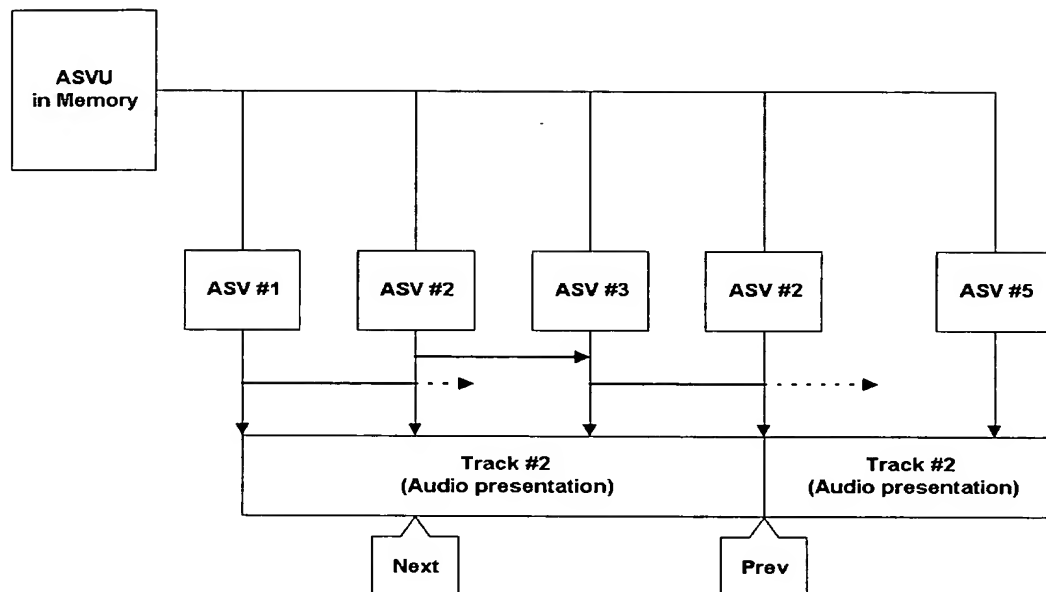 ASVU
in Memory
ASV #1
ASV #2
ASV #3
ASV #2
ASV #5
Track #2
(Audio presentation)
Track #2
(Audio presentation)
Next
Prev